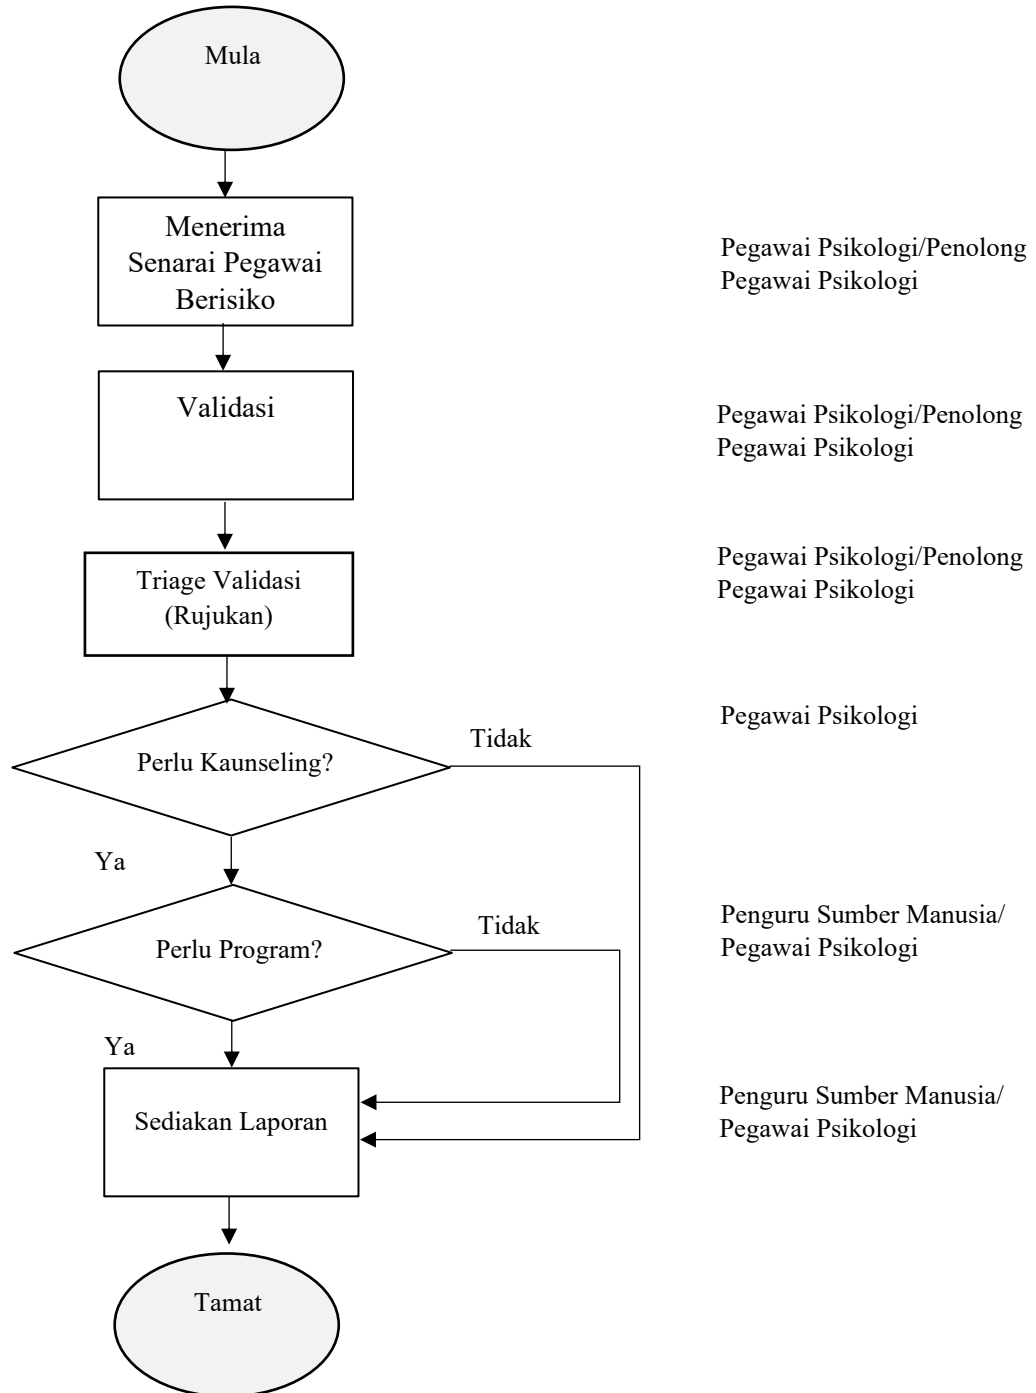 Mula
Menerima
Senarai Pegawai
Berisiko
Pegawai Psikologi/Penolong
Pegawai Psikologi
Validasi
Pegawai Psikologi/Penolong
Pegawai Psikologi
Triage Validasi
(Rujukan)
Pegawai Psikologi/Penolong
Pegawai Psikologi
Perlu Kaunseling?
Tidak
Pegawai Psikologi
Ya
Perlu Program?
Tidak
Penguru Sumber Manusia/
Pegawai Psikologi
Ya
Sediakan Laporan
Penguru Sumber Manusia/
Pegawai Psikologi
Tamat